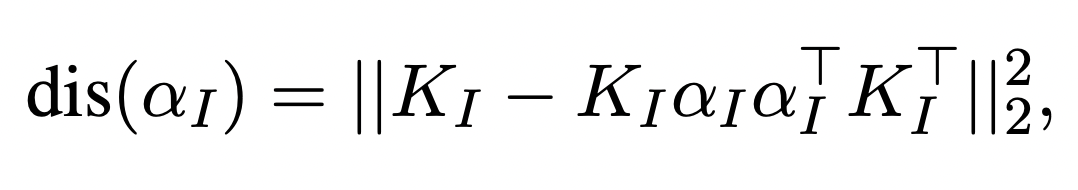 dis(α_I) = ||K_I − K_I α_I α_I^⊤ K_I^⊤||_2^2,